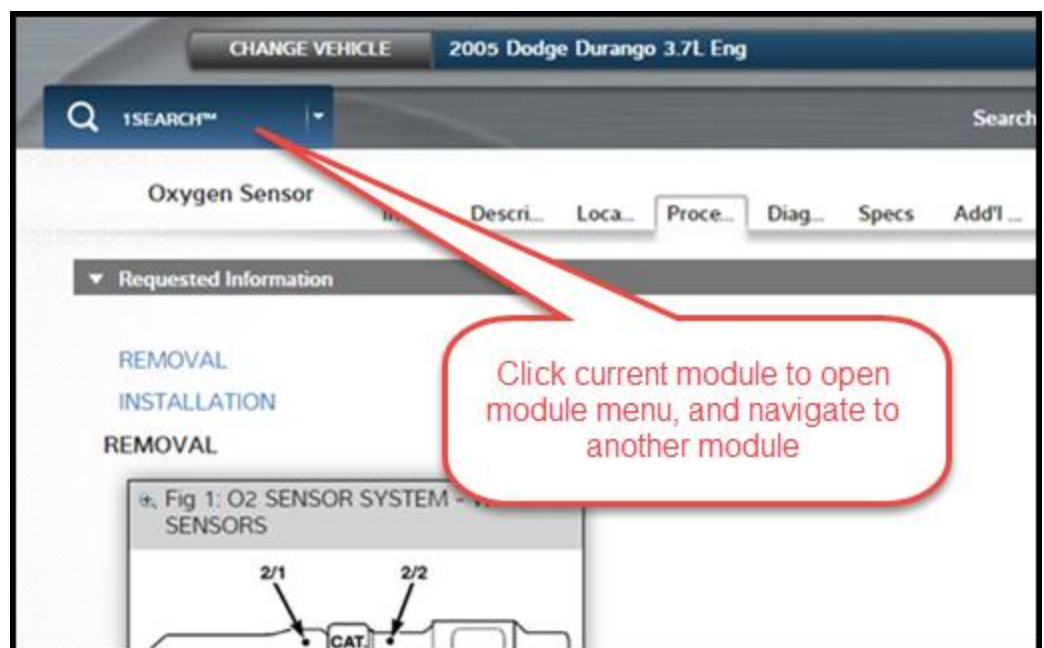 CHANGE VEHICLE
2005 Dodge Durango 3.7L Eng
1SEARCH™
Search
Oxygen Sensor
Descri...
Loca...
Proce...
Diag...
Specs
Add'l ...
Requested Information
REMOVAL
INSTALLATION
REMOVAL
Click current module to open
module menu, and navigate to
another module
Fig 1: O2 SENSOR SYSTEM -
SENSORS
2/1 2/2
CAT.